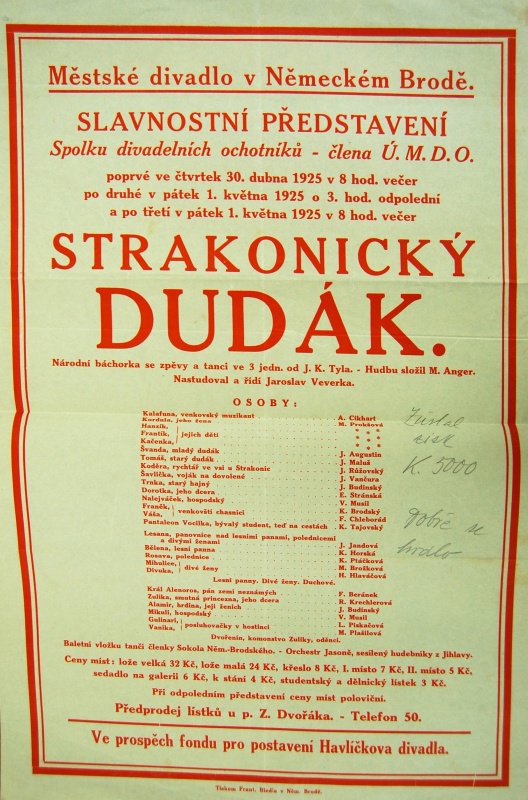 Městské divadlo v Německém Brodě.
SLAVNOSTNÍ PŘEDSTAVENÍ
Spolku divadelních ochotníků - člena Ú. M. D. O.
poprvé ve čtvrtek 30. dubna 1925 v 8 hod. večer
po druhé v pátek 1. května 1925 o 3. hod. odpolední
a po třetí v pátek 1. května 1925 v 8 hod. večer
STRAKONICKÝ
DUDÁK.
Národní báchorka se zpěvy a tanci ve 3 jedn. od J. K. Tyla. - Hudbu složil M. Anger.
Nastudoval a řídí Jaroslav Veverka.
OSOBY:
Kalafuna, venkovský muzikant A. Cikhart
Kordula, jeho žena M. Prokšová
Hanzik,
Frantík, jejich děti
Kačenka,
Švanda, mladý dudák J. Augustin
Tomáš, starý dudák J. Maluš
Koděra, rychtář ve vsi u Strakonic J. Růžovský
Šavlička, voják na dovolené J. Vančura
Trnka, starý hajný J. Budínský
Dorotka, jeho dcera E. Stránská
Nalejváček, hospodský V. Musil
Franěk, K. Brodský
Váša, venkovští chasníci F. Chleborád
Pantaleon Vocilka, bývalý student, teď na cestách K. Tajovský
Lesana, panovnice nad lesními panami, polednicemi
a divými ženami J. Jandová
Bělena, lesní panna K. Horská
Rosava, polednice K. Ptáčková
Mihulice, M. Brožková
Divuka, divé ženy H. Hlaváčová
Lesní panny. Divé ženy. Duchové.
Král Alenoros, pán zemí neznámých F. Beránek
Zulika, smutná princezna, jeho dcera R. Krechlerová
Alamir, hrdina, její ženich J. Budínský
Mikuli, hospodský V. Musil
Gulinari, L. Piskačová
Vanika, posluhovačky v hostinci M. Plašilová
Dvořenín, komonstvo Zuliky, oděnci.
Baletní vložku tančí členky Sokola Něm.-Brodského. - Orchestr Jasoně, sesílený hudebníky z Jihlavy.
Ceny míst: lože velká 32 Kč, lože malá 24 Kč, křeslo 8 Kč, I. místo 7 Kč, II. místo 5 Kč,
sedadlo na galerii 6 Kč, k stání 4 Kč, studentský a dělnický lístek 3 Kč.
Při odpoledním představení ceny míst poloviční.
Předprodej lístků u p. Z. Dvořáka. - Telefon 50.
Ve prospěch fondu pro postavení Havlíčkova divadla.
Tiskem Frant. Riedla v Něm. Brodě.
Zůstal
zisk
K. 5000
Dobře se
hrálo